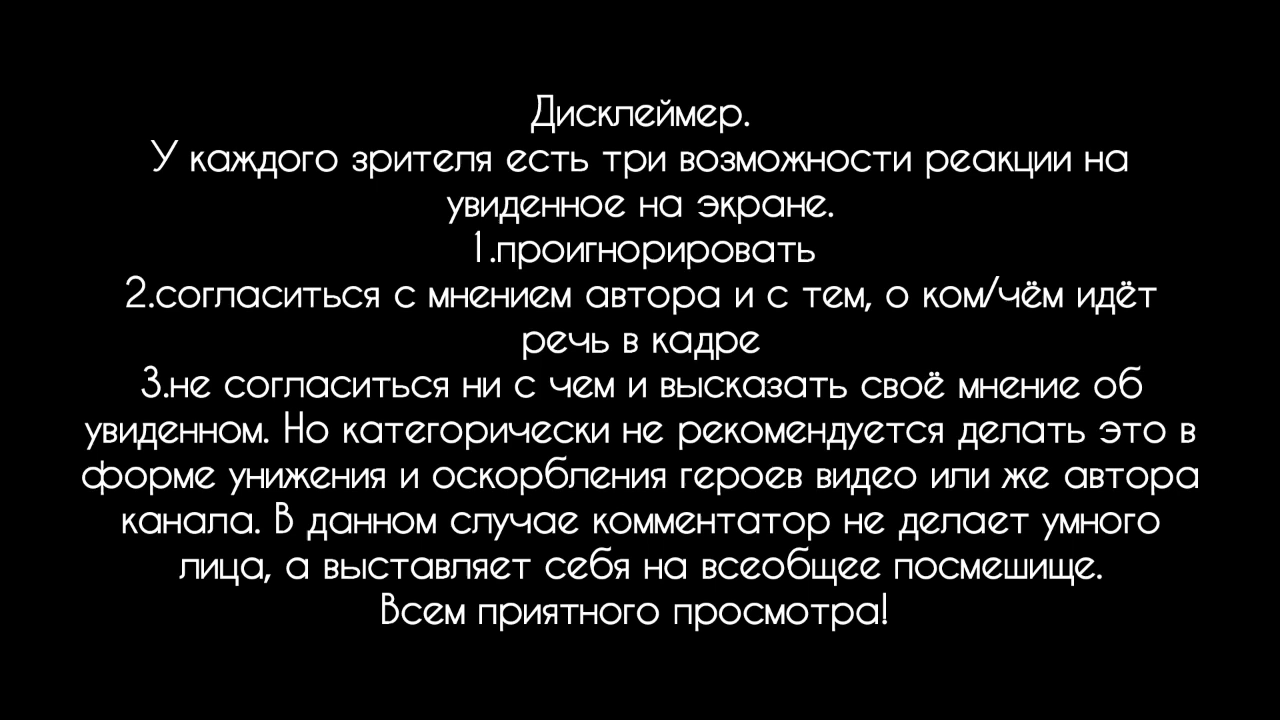 Дисклеймер.
У каждого зрителя есть три возможности реакции на
увиденное на экране.
1.проигнорировать
2.согласиться с мнением автора и с тем, о ком/чём идёт
речь в кадре
3.не согласиться ни с чем и высказать своё мнение об
увиденном. Но категорически не рекомендуется делать это в
форме унижения и оскорбления героев видео или же автора
канала. В данном случае комментатор не делает умного
лица, а выставляет себя на всеобщее посмешище.
Всем приятного просмотра!